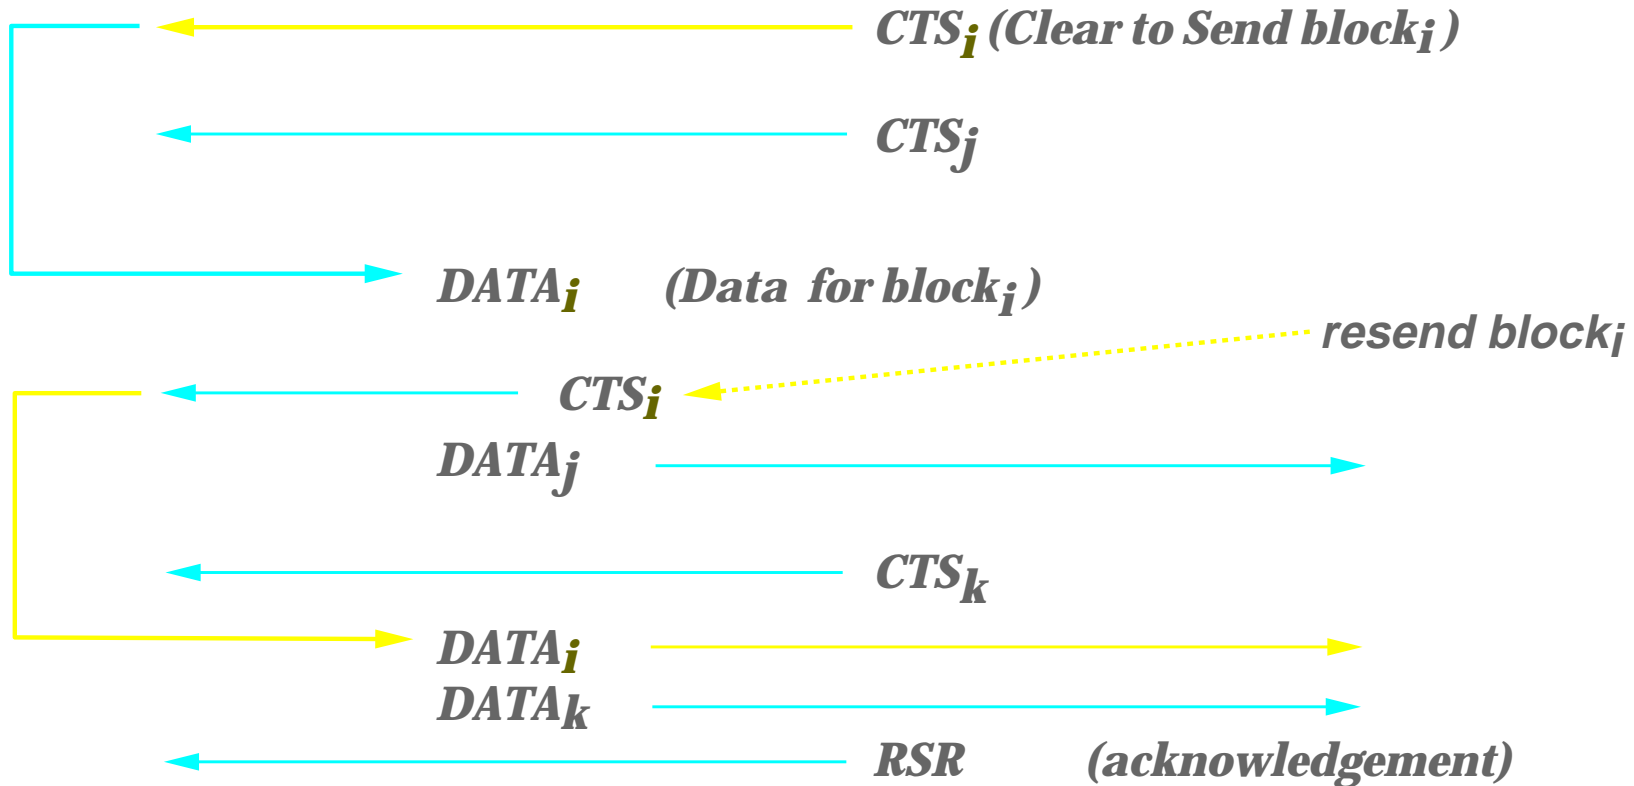 CTSi (Clear to Send blocki )
CTSj
DATAi (Data for blocki )
resend blocki
CTSi
DATAj
CTSk
DATAi
DATAk
RSR (acknowledgement)